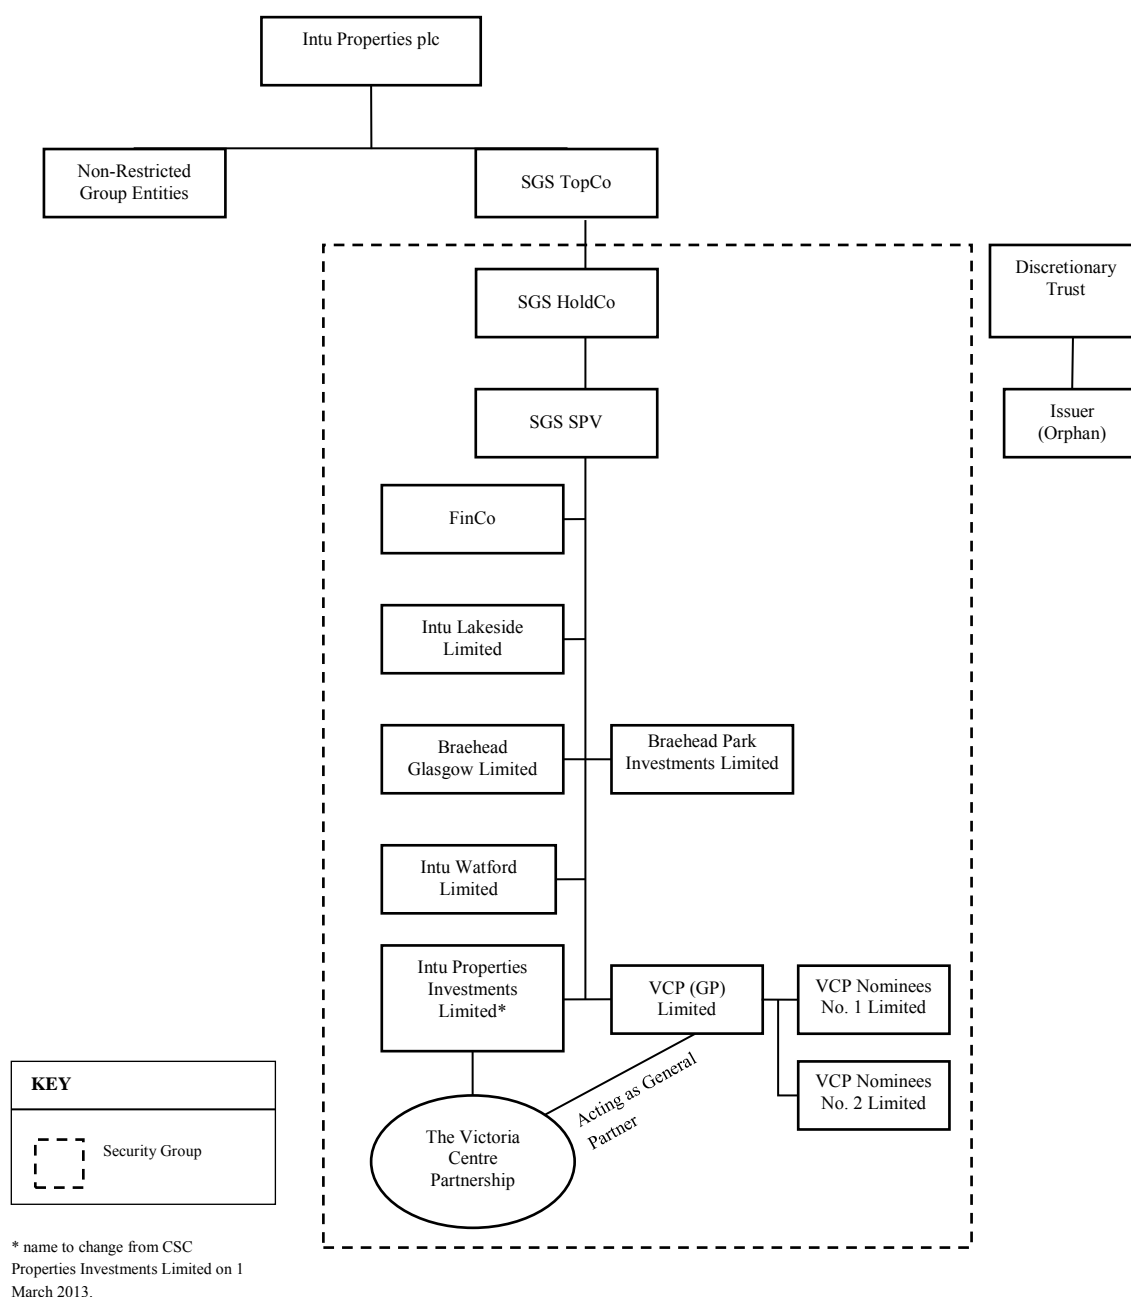 Intu Properties plc
Non-Restricted
Group Entities
SGS TopCo
SGS HoldCo
Discretionary
Trust
SGS SPV
Issuer
(Orphan)
FinCo
Intu Lakeside
Limited
Braehead
Glasgow Limited
Braehead Park
Investments Limited
Intu Watford
Limited
Intu Properties
Investments
Limited*
VCP (GP)
Limited
VCP Nominees
No. 1 Limited
VCP Nominees
No. 2 Limited
Acting as General
Partner
The Victoria
Centre
Partnership
KEY
Security Group
* name to change from CSC
Properties Investments Limited on 1
March 2013.